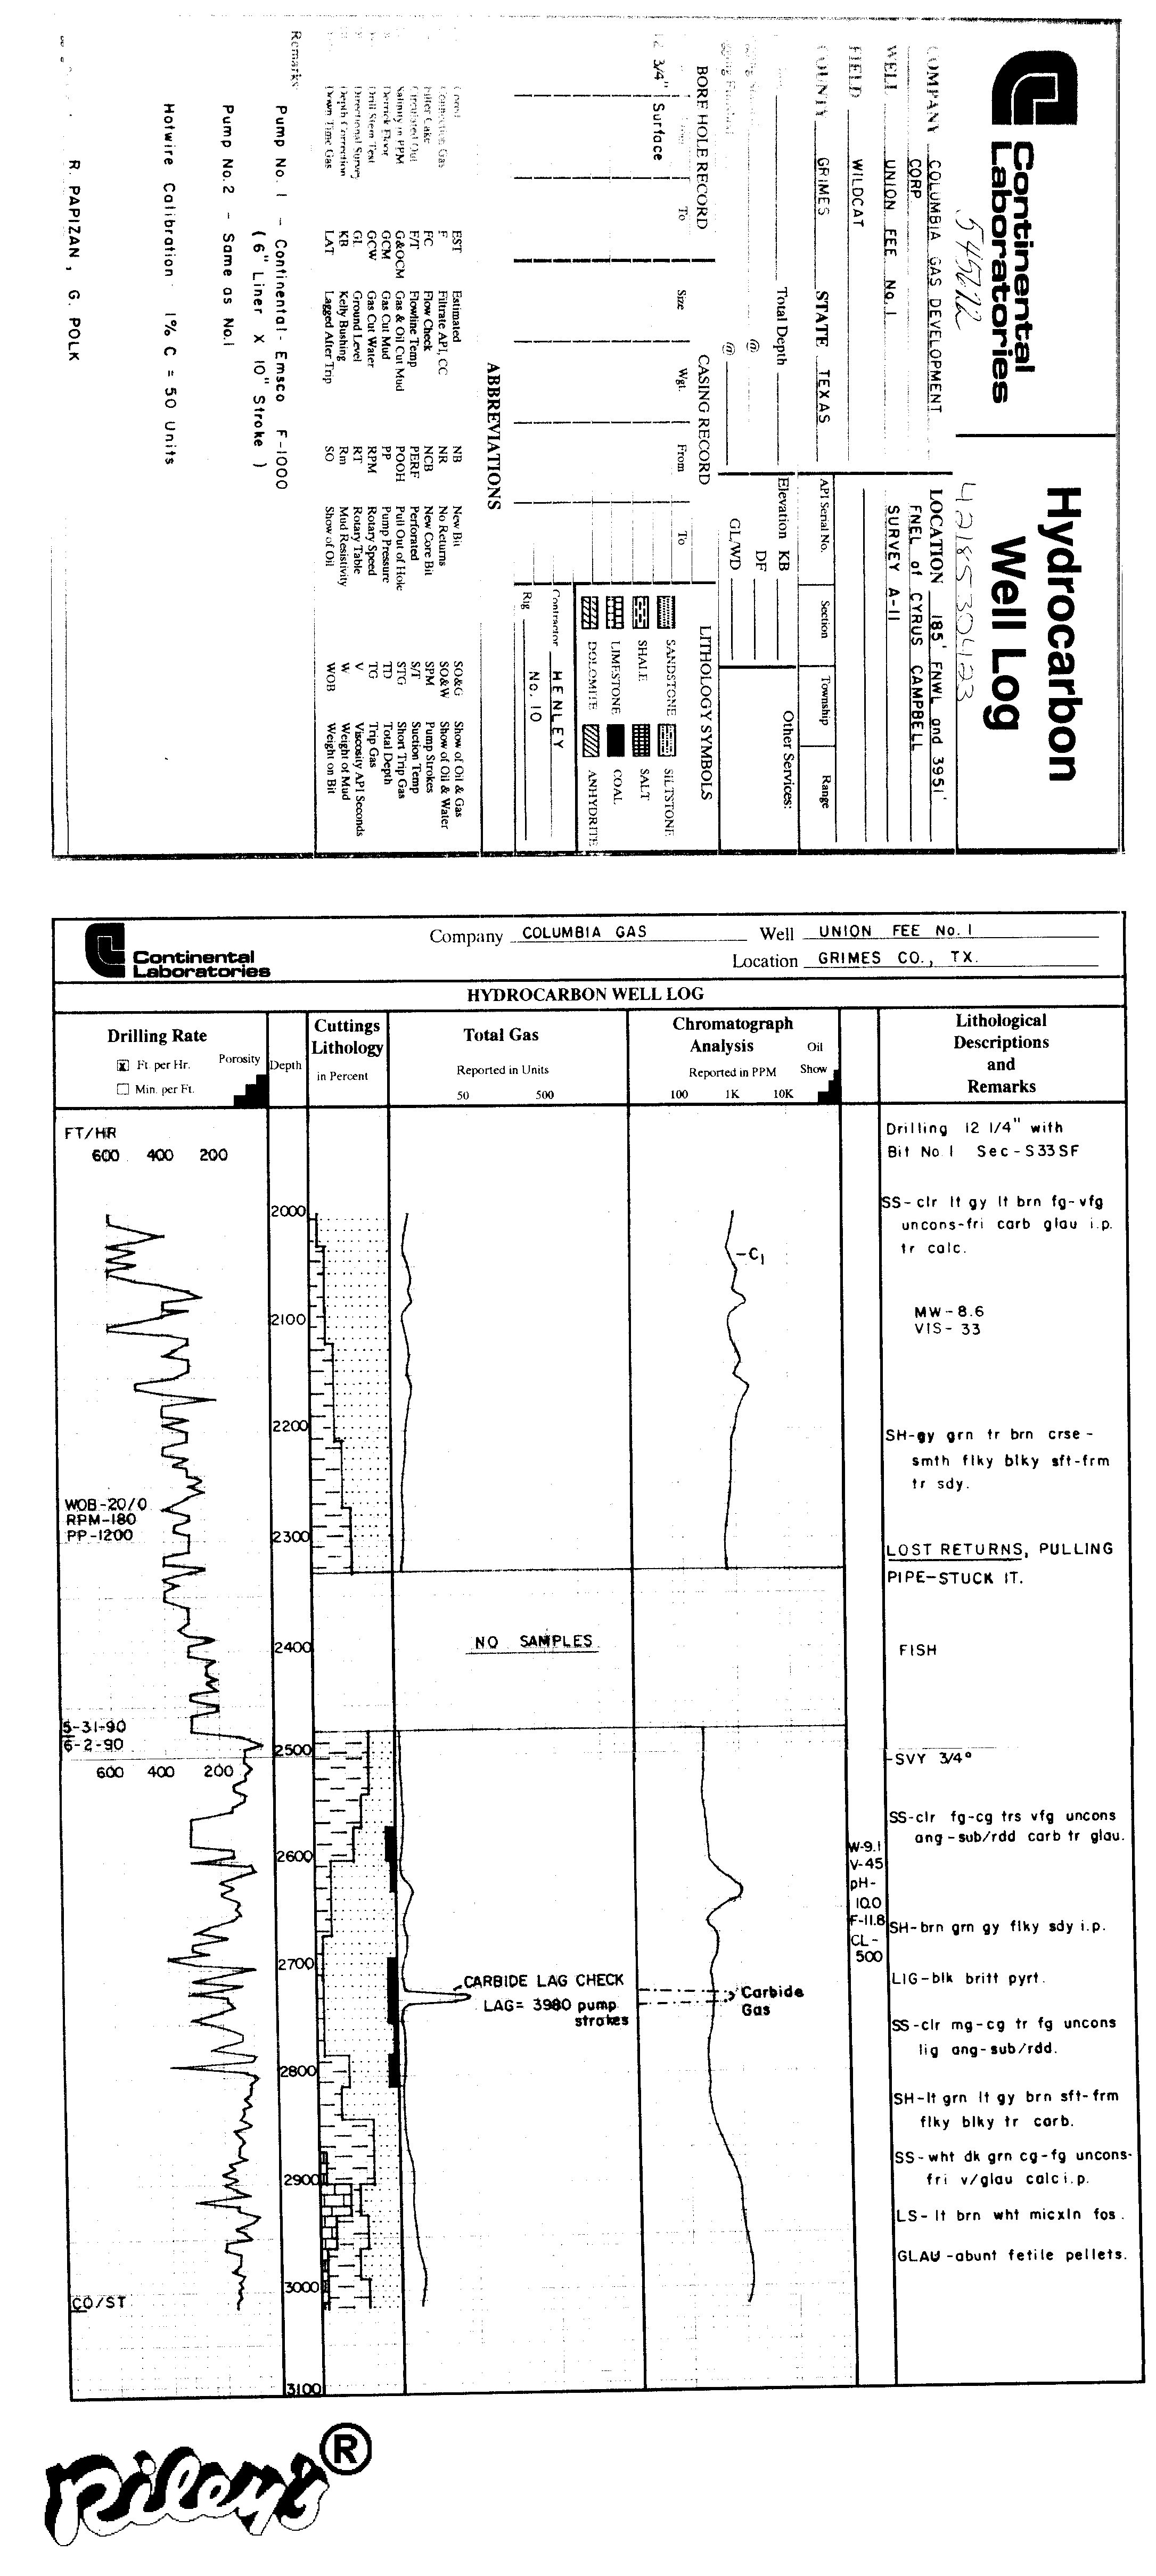 Continental
Laboratories
Hydrocarbon
Well Log
54562
4218530423
COMPANY COLUMBIA GAS DEVELOPMENT
CORP
WELL UNION FEE No. 1
FIELD WILDCAT
COUNTY GRIMES STATE TEXAS
LOCATION 185' FNWL and 3951'
FNEL of CYRUS CAMPBELL
SURVEY A-11
API Serial No. Section Township Range
Total Depth
@
@
Elevation KB
DF
GL/WD
Other Services:
BORE HOLE RECORD
CASING RECORD
To Size Wgt. From To
12 3/4" Surface
LITHOLOGY SYMBOLS
SANDSTONE SILTSTONE
SHALE SALT
LIMESTONE COAL
DOLOMITE ANHYDRITE
Contractor HENLEY
Rig No. 10
ABBREVIATIONS
EST Estimated NB New Bit SO&G Show of Oil & Gas
Connection Gas F Filtrate API, CC NR No Returns SO&W Show of Oil & Water
Filter Cake FC Flow Check NCB New Core Bit SPM Pump Strokes
Circulated Out F/T Flowline Temp PERF Perforated S/T Suction Temp
Salinity in PPM G&OCM Gas & Oil Cut Mud POOH Pull Out of Hole STG Short Trip Gas
Derrick Floor GCM Gas Cut Mud PP Pump Pressure TD Total Depth
Drill Stem Test GCW Gas Cut Water RPM Rotary Speed TG Trip Gas
Directional Survey GL Ground Level RT Rotary Table V Viscosity API Seconds
Depth Correction KB Kelly Bushing Rm Mud Resistivity W Weight of Mud
Down Time Gas LAT Lagged After Trip SO Show of Oil WOB Weight on Bit
Remarks
Pump No. 1 - Continental-Emsco F-1000
( 6" Liner X 10" Stroke )
Pump No. 2 - Same as No. 1
Hotwire Calibration 1% C = 50 Units
R. PAPIZAN, G. POLK
Continental
Laboratories
Company COLUMBIA GAS Well UNION FEE No. 1
Location GRIMES CO., TX.
HYDROCARBON WELL LOG
Drilling Rate
x Ft. per Hr.
Min. per Ft.
Porosity
Depth
Cuttings
Lithology
in Percent
Total Gas
Reported in Units
50 500
Chromatograph
Analysis
Reported in PPM
100 1K 10K
Oil
Show
Lithological
Descriptions
and
Remarks
FT/HR
600 400 200
Drilling 12 1/4" with
Bit No 1 Sec-S33SF
2000
SS-clr lt gy lt brn fg-vfg
uncons-fri carb glau i.p.
tr calc.
-C1
MW-8.6
VIS-33
2100
2200
SH-gy grn tr brn crse-
smth flky blky sft-frm
tr sdy.
WOB-20/0
RPM-180
PP-1200
2300
LOST RETURNS, PULLING
PIPE-STUCK IT.
NO SAMPLES
2400
FISH
5-31-90
6-2-90
2500
SVY 3/4°
600 400 200
SS-clr fg-cg trs vfg uncons
ang-sub/rdd carb tr glau.
2600
W-9.1
V-45
pH-
10.0
F-11.8
CL-
500
SH-brn grn gy flky sdy i.p.
2700
LIG-blk britt pyrt.
CARBIDE LAG CHECK
LAG= 3980 pump
strokes
Carbide
Gas
SS-clr mg-cg tr fg uncons
lig ang-sub/rdd.
2800
SH-lt grn lt gy brn sft-frm
flky blky tr carb.
SS-wht dk grn cg-fg uncons-
fri v/glau calc i.p.
2900
LS-lt brn wht micxln fos.
GLAU-abunt fetile pellets.
3000
CO/ST
3100
Riley's ®